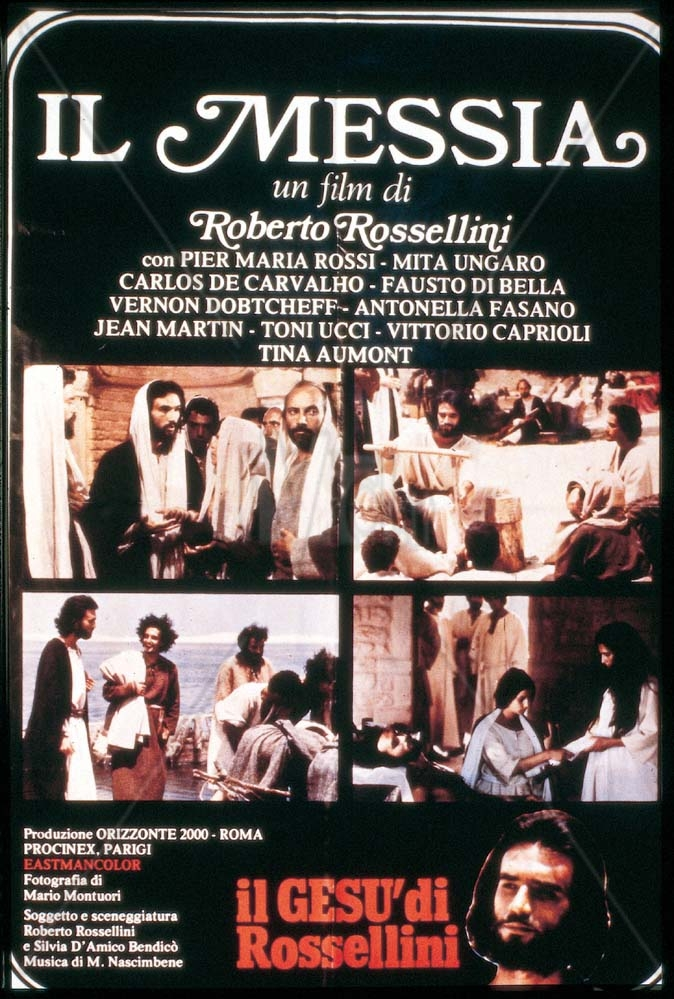 IL MESSIA
un film di
Roberto Rossellini
con PIER MARIA ROSSI - MITA UNGARO
CARLOS DE CARVALHO - FAUSTO DI BELLA
VERNON DOBTCHEFF - ANTONELLA FASANO
JEAN MARTIN - TONI UCCI - VITTORIO CAPRIOLI
TINA AUMONT
Produzione ORIZZONTE 2000 - ROMA
PROCINEX, PARIGI
EASTMANCOLOR
Fotografia di
Mario Montuori
Soggetto e sceneggiatura
Roberto Rossellini
e Silvia D'Amico Bendicò
Musica di M. Nascimbene
il GESU' di
Rossellini